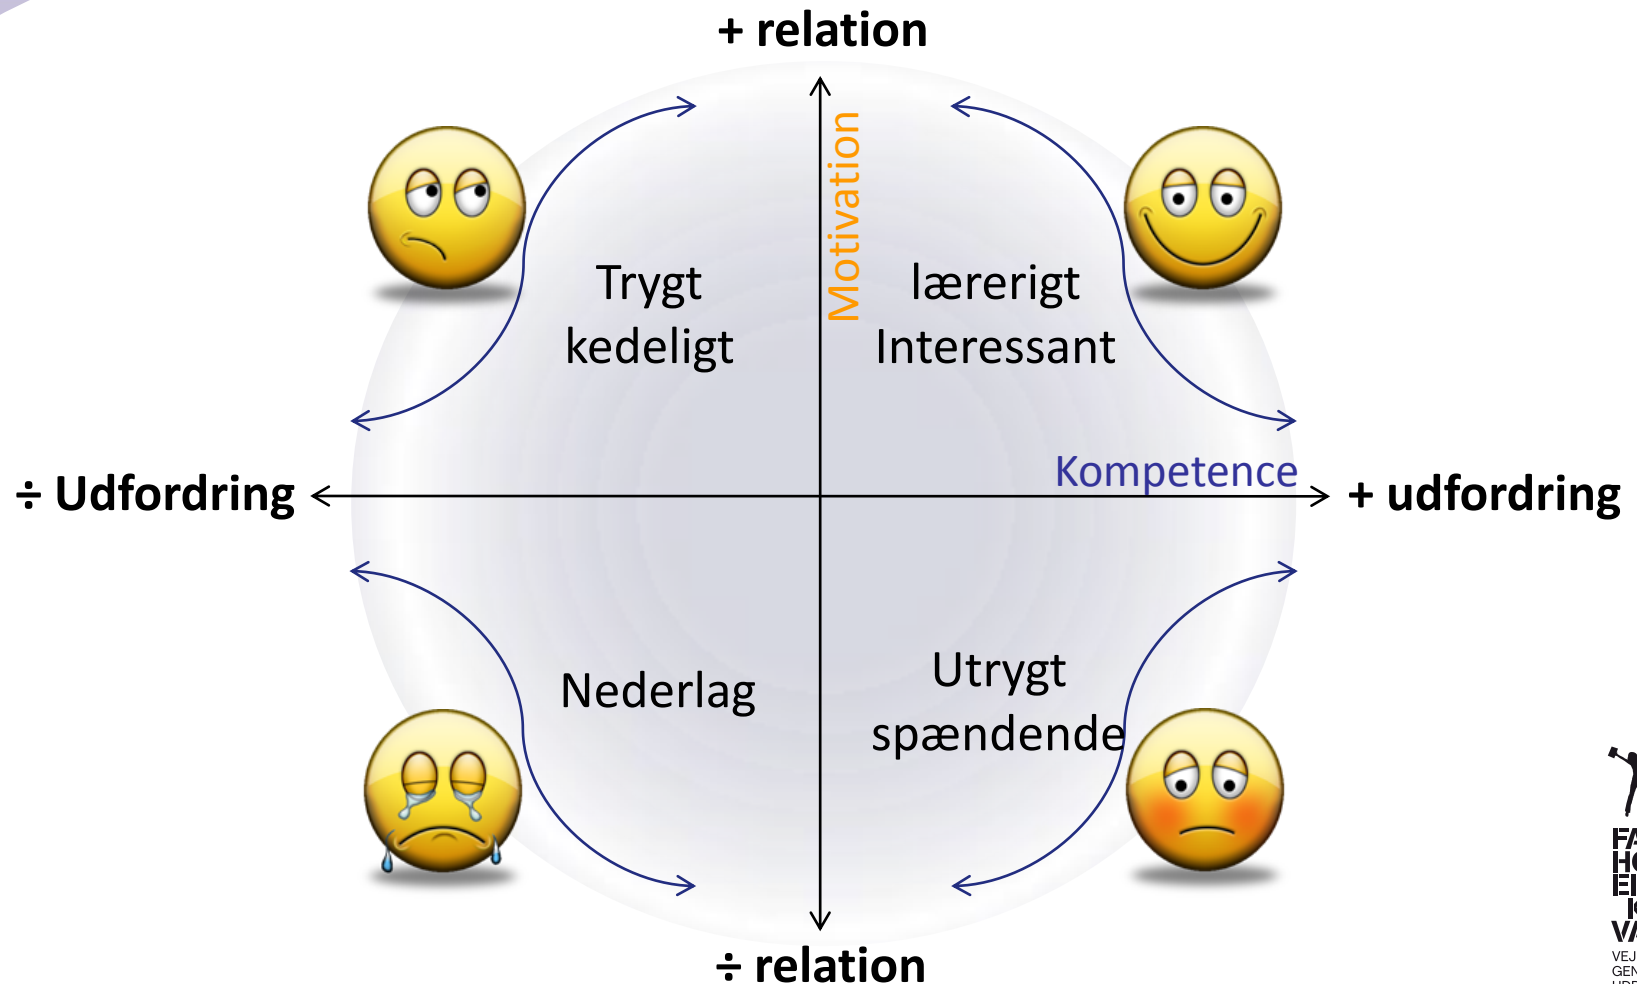 + relation
Motivation
Trygt
kedeligt
lærerigt
Interessant
Kompetence
÷ Udfordring
+ udfordring
Nederlag
Utrygt
spændende
÷ relation